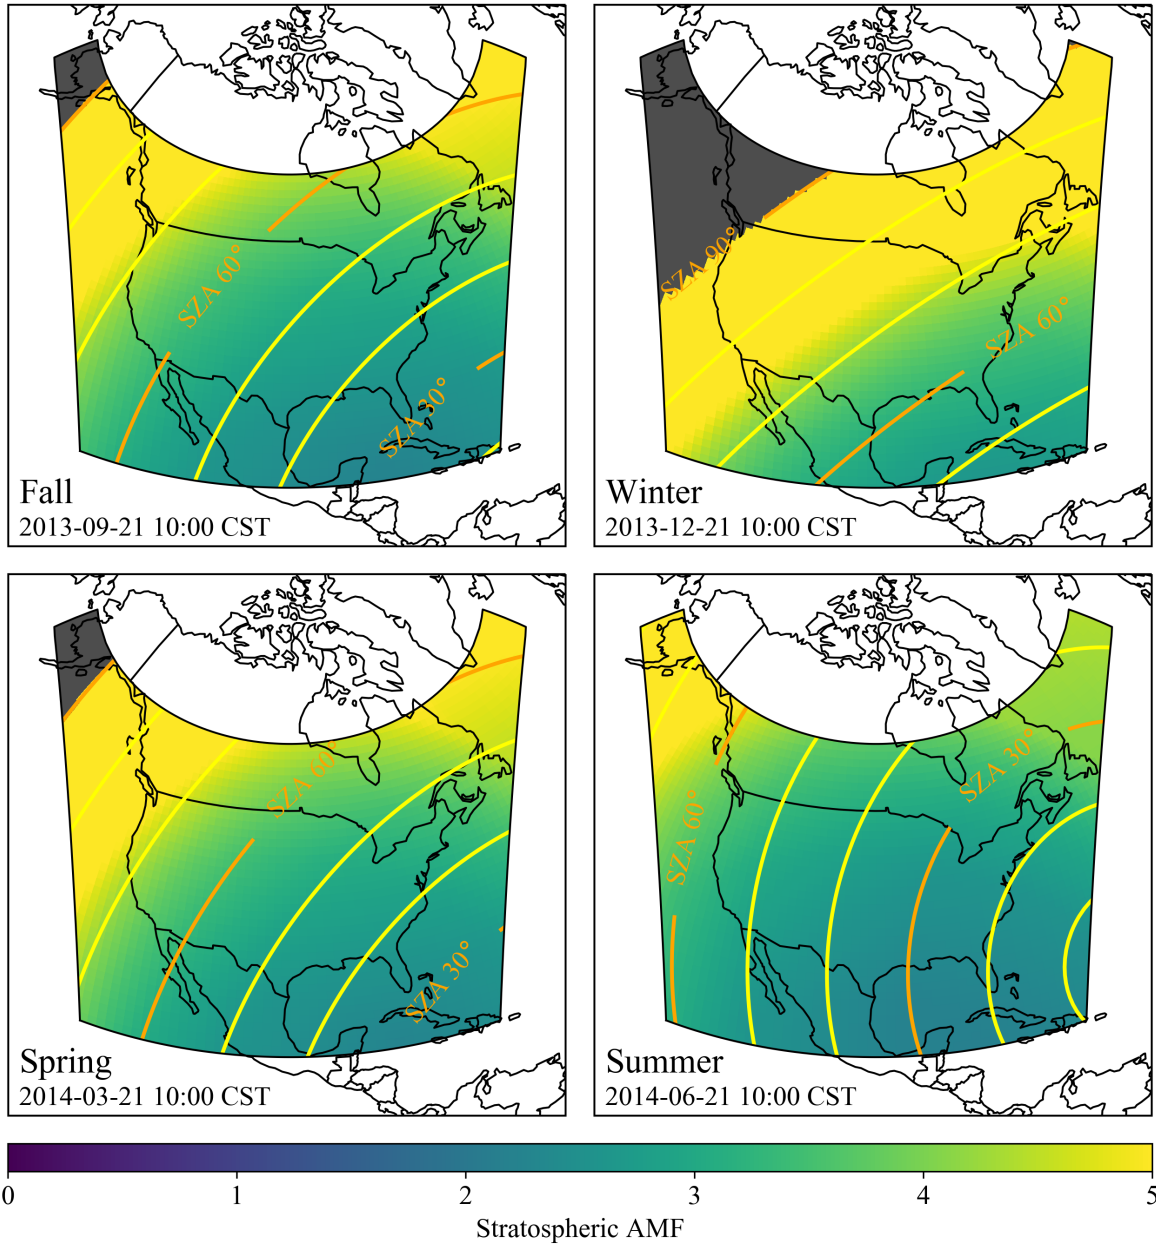 SZA 60°
SZA 30°
Fall
2013-09-21 10:00 CST
SZA 90°
SZA 60°
Winter
2013-12-21 10:00 CST
SZA 60°
SZA 30°
Spring
2014-03-21 10:00 CST
SZA 30°
SZA 60°
Summer
2014-06-21 10:00 CST
0 1 2 3 4 5
Stratospheric AMF